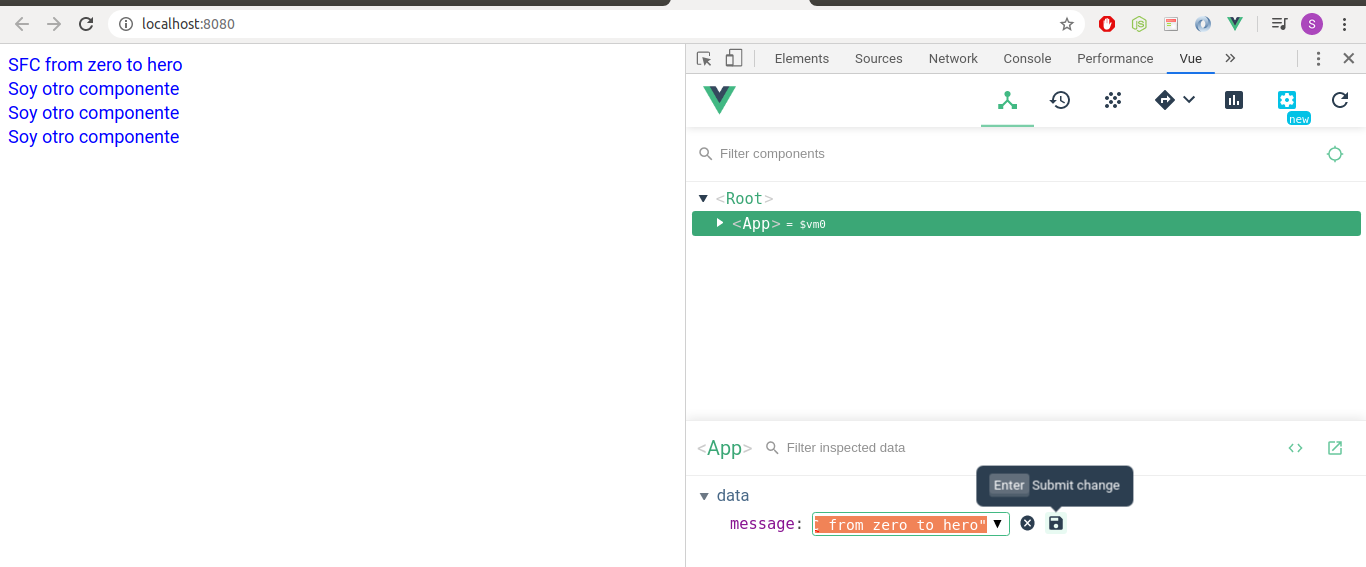 localhost:8080
S
SFC from zero to hero
Soy otro componente
Soy otro componente
Soy otro componente
Elements Sources Network Console Performance Vue
new
Filter components
<Root>
<App> = $vm0
<App> Filter inspected data
Enter Submit change
data
message: from zero to hero"